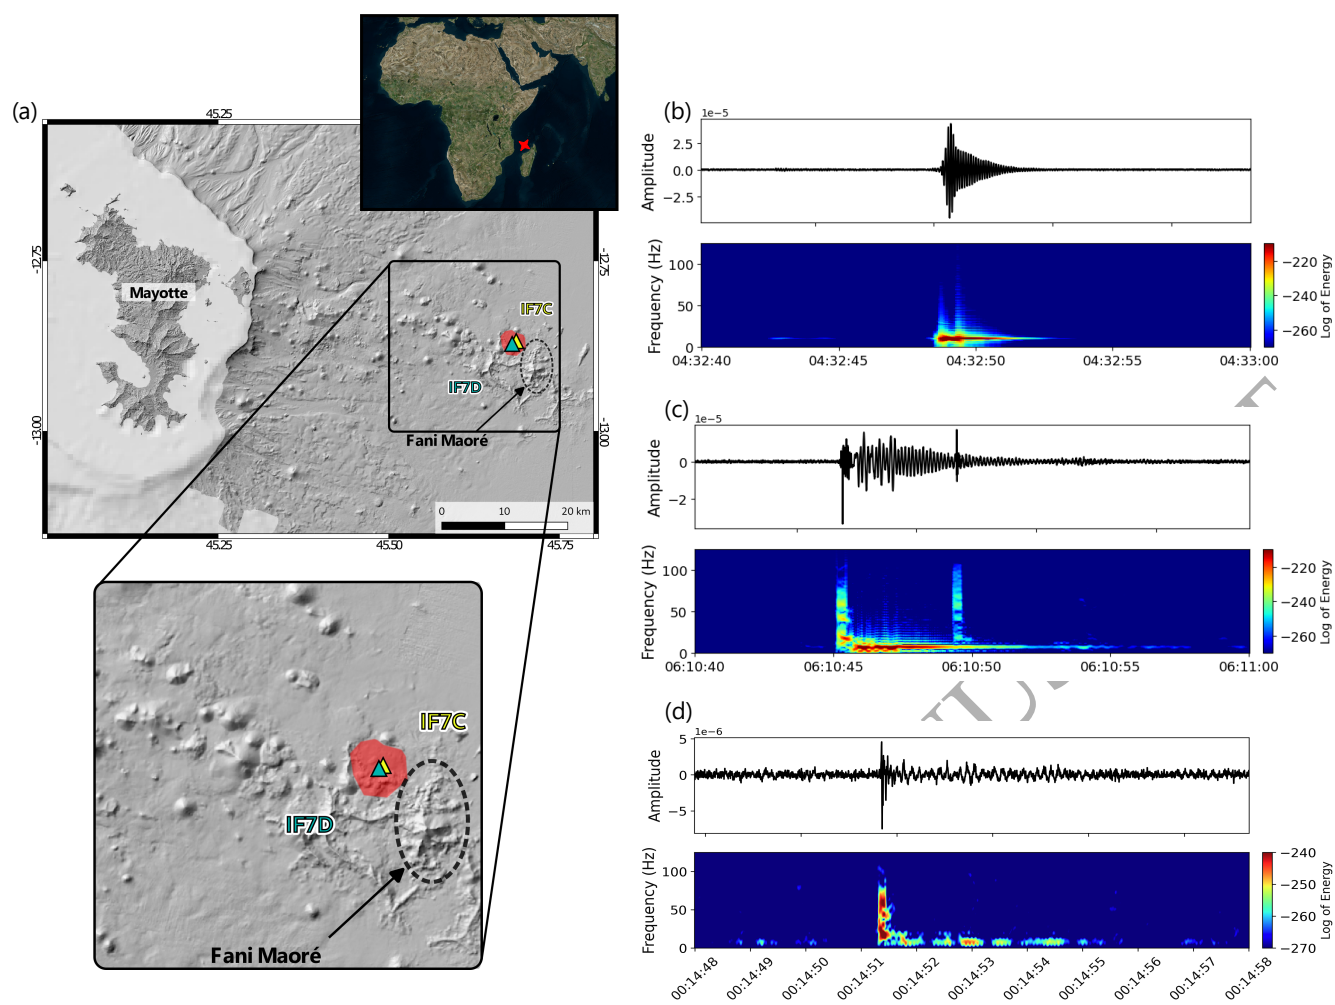 (a)
45.25
-12.75
-12.75
Mayotte
IF7C
IF7D
Fani Maoré
-13.00
-13.00
0 10 20 km
45.25 45.50 45.75
IF7C
IF7D
Fani Maoré
(b)
1e−5
Amplitude
2.5
0.0
−2.5
Frequency (Hz)
100
50
0
04:32:40 04:32:45 04:32:50 04:32:55 04:33:00
−220
−240
−260
Log of Energy
(c)
1e−5
Amplitude
0
−2
Frequency (Hz)
100
50
0
06:10:40 06:10:45 06:10:50 06:10:55 06:11:00
−220
−240
−260
Log of Energy
(d)
1e−6
Amplitude
5
0
−5
Frequency (Hz)
100
50
0
00:14:48 00:14:49 00:14:50 00:14:51 00:14:52 00:14:53 00:14:54 00:14:55 00:14:56 00:14:57 00:14:58
−240
−250
−260
−270
Log of Energy